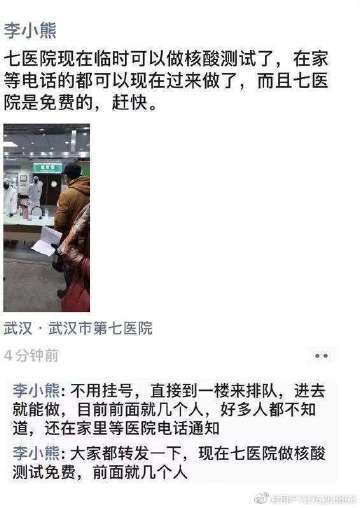 李小熊
七医院现在临时可以做核酸测试了，在家
等电话的都可以现在过来做了，而且七医
院是免费的，赶快。
武汉 · 武汉市第七医院
4分钟前
李小熊: 不用挂号，直接到一楼来排队，进去
就能做，目前前面就几个人，好多人都不知
道，还在家里等医院电话通知
李小熊: 大家都转发一下，现在七医院做核酸
测试免费，前面就几个人